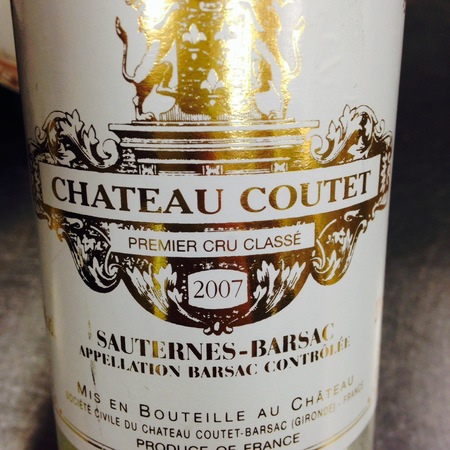 CHATEAU COUTET
PREMIER CRU CLASSÉ
2007
SAUTERNES-BARSAC
APPELLATION BARSAC CONTRÔLÉE
MIS EN BOUTEILLE AU CHÂTEAU
SOCIÉTÉ CIVILE DU CHATEAU COUTET-BARSAC (GIRONDE) - FRANCE
PRODUCE OF FRANCE